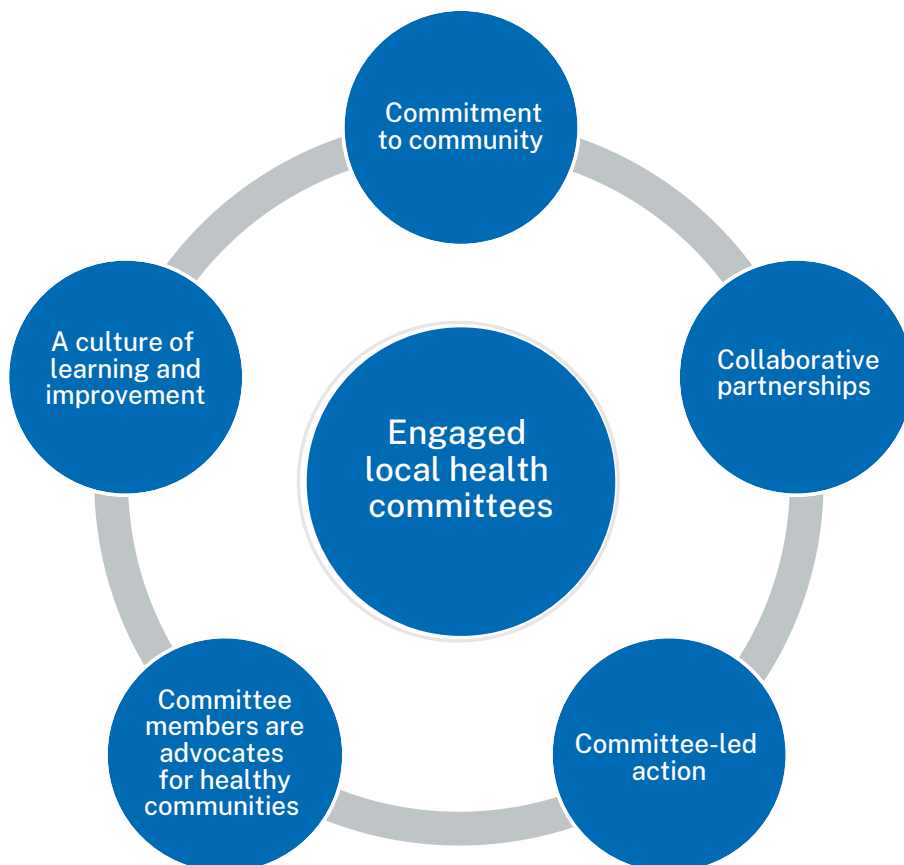 Commitment
to community
Collaborative
partnerships
Committee-led
action
Committee
members are
advocates
for healthy
communities
A culture of
learning and
improvement
Engaged
local health
committees